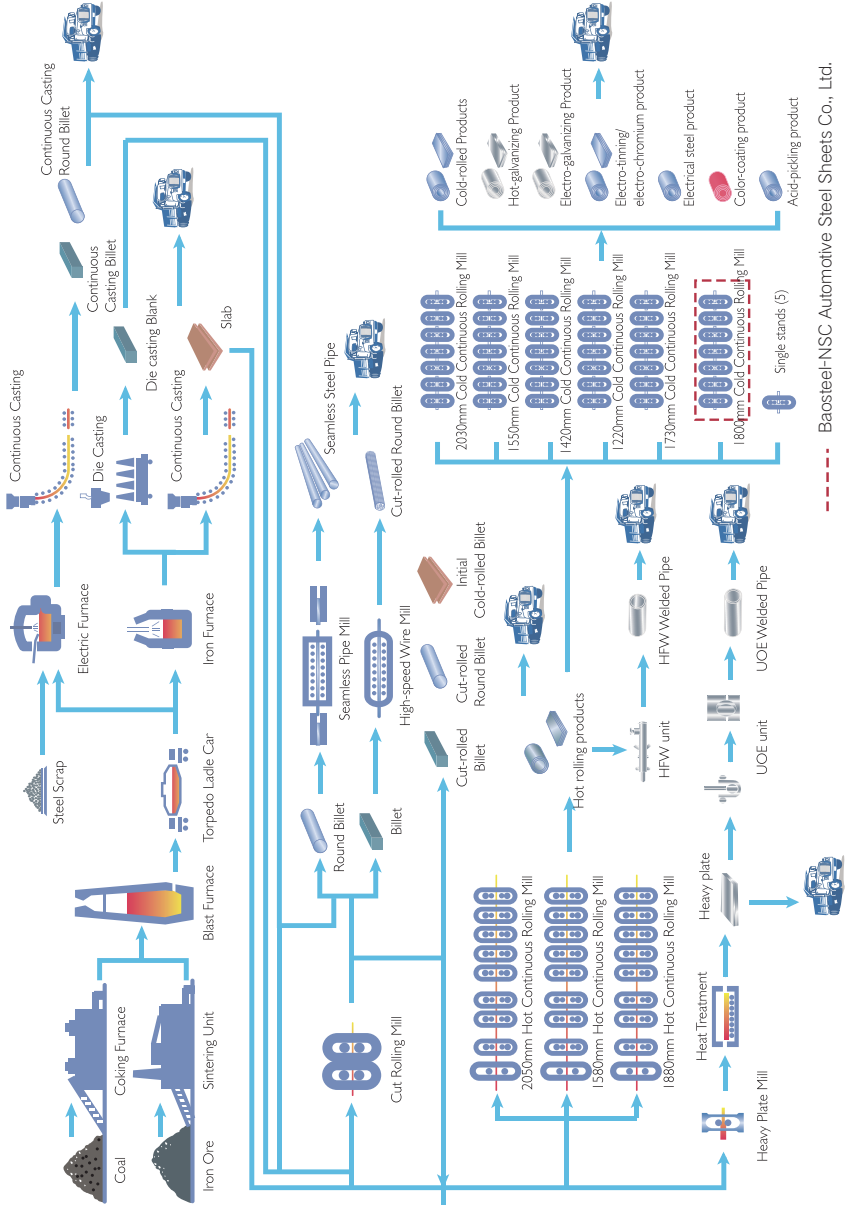 Coal
Iron Ore
Coking Furnace
Sintering Unit
Blast Furnace
Steel Scrap
Torpedo Ladle Car
Electric Furnace
Iron Furnace
Continuous Casting
Die Casting
Continuous Casting
Continuous
Casting Billet
Continuous Casting
Round Billet
Die casting Blank
Slab
Cut Rolling Mill
Round Billet
Billet
Seamless Pipe Mill
High-speed Wire Mill
Seamless Steel Pipe
Cut-rolled Round Billet
Cut-rolled
Billet
Cut-rolled
Round Billet
Initial
Cold-rolled Billet
2050mm Hot Continuous Rolling Mill
1580mm Hot Continuous Rolling Mill
1880mm Hot Continuous Rolling Mill
Hot rolling products
HFW unit
HFW Welded Pipe
Heavy Plate Mill
Heat Treatment
Heavy plate
UOE unit
UOE Welded Pipe
2030mm Cold Continuous Rolling Mill
1550mm Cold Continuous Rolling Mill
1420mm Cold Continuous Rolling Mill
1220mm Cold Continuous Rolling Mill
1730mm Cold Continuous Rolling Mill
1800mm Cold Continuous Rolling Mill
Single stands (5)
Cold-rolled Products
Hot-galvanizing Product
Electro-galvanizing Product
Electro-tinning/
electro-chromium product
Electrical steel product
Color-coating product
Acid-pickling product
Baosteel-NSC Automotive Steel Sheets Co., Ltd.